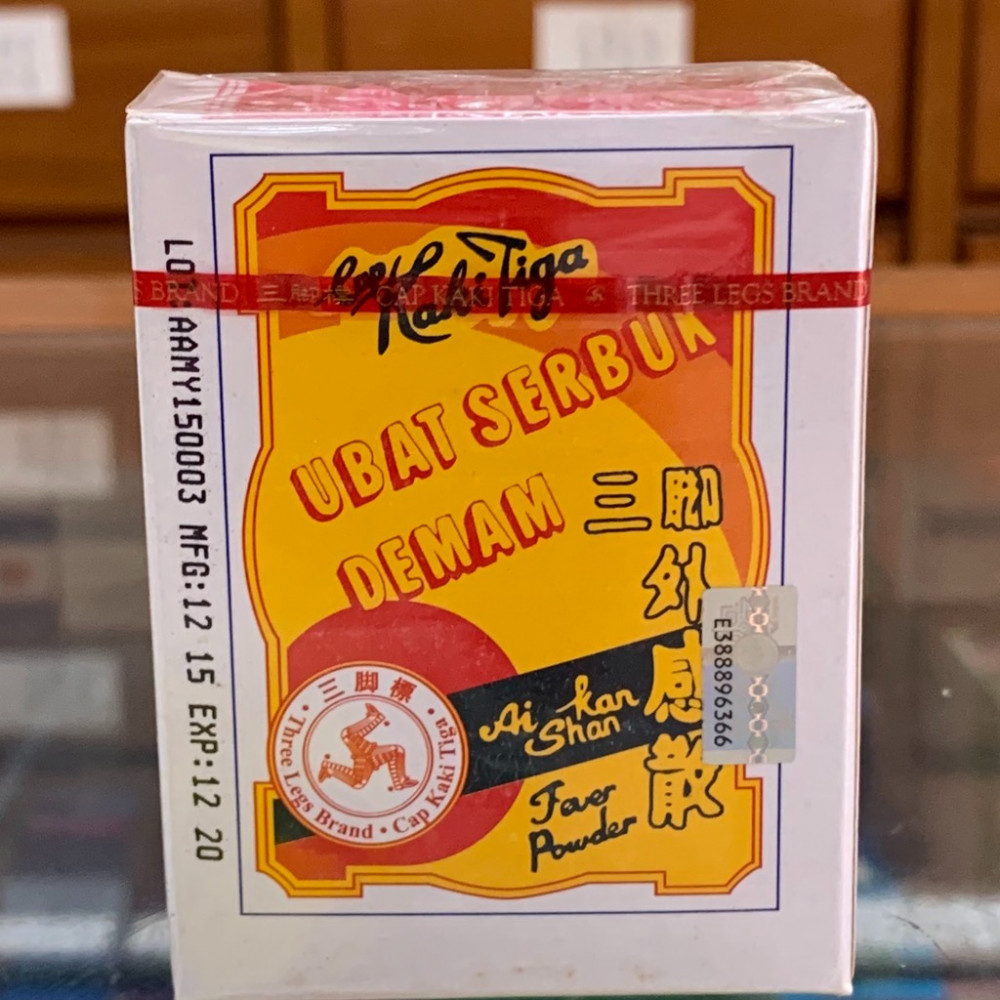 Cap Kaki Tiga
S BRAND 三脚標 CAP KAKI TIGA THREE LEGS BRAND
UBAT SERBUK
DEMAM
三腳
外感散
Ai kan
Shan
Fever
Powder
三脚標
Three Legs Brand • Cap Kaki Tiga
E388896366
LOT AAMY150003 MFG:12 15 EXP:12 20